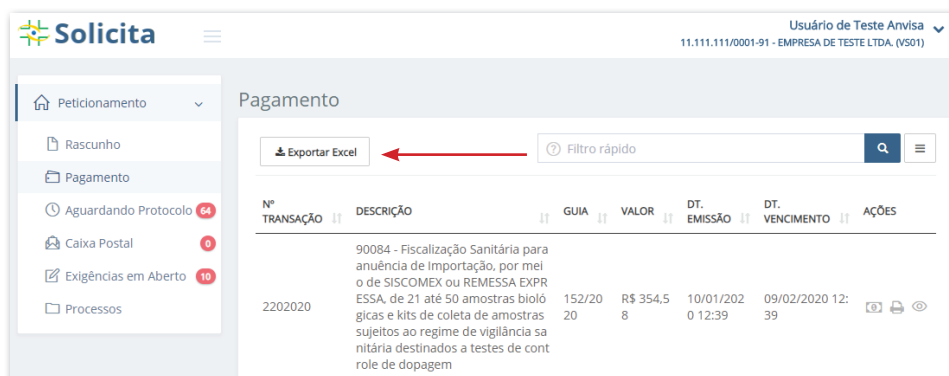 Solicita
Usuário de Teste Anvisa
11.111.111/0001-91 - EMPRESA DE TESTE LTDA. (VS01)
Peticionamento
Rascunho
Pagamento
Aguardando Protocolo 64
Caixa Postal 0
Exigências em Aberto 10
Processos
Pagamento
Exportar Excel
Filtro rápido
Nº
TRANSAÇÃO
DESCRIÇÃO
GUIA
VALOR
DT.
EMISSÃO
DT.
VENCIMENTO
AÇÕES
2202020
90084 - Fiscalização Sanitária para
anuência de Importação, por mei
o de SISCOMEX ou REMESSA EXPR
ESSA, de 21 até 50 amostras bioló
gicas e kits de coleta de amostras
sujeitos ao regime de vigilância sa
nitária destinados a testes de cont
role de dopagem
152/20
20
R$ 354,5
8
10/01/202
0 12:39
09/02/2020 12:
39